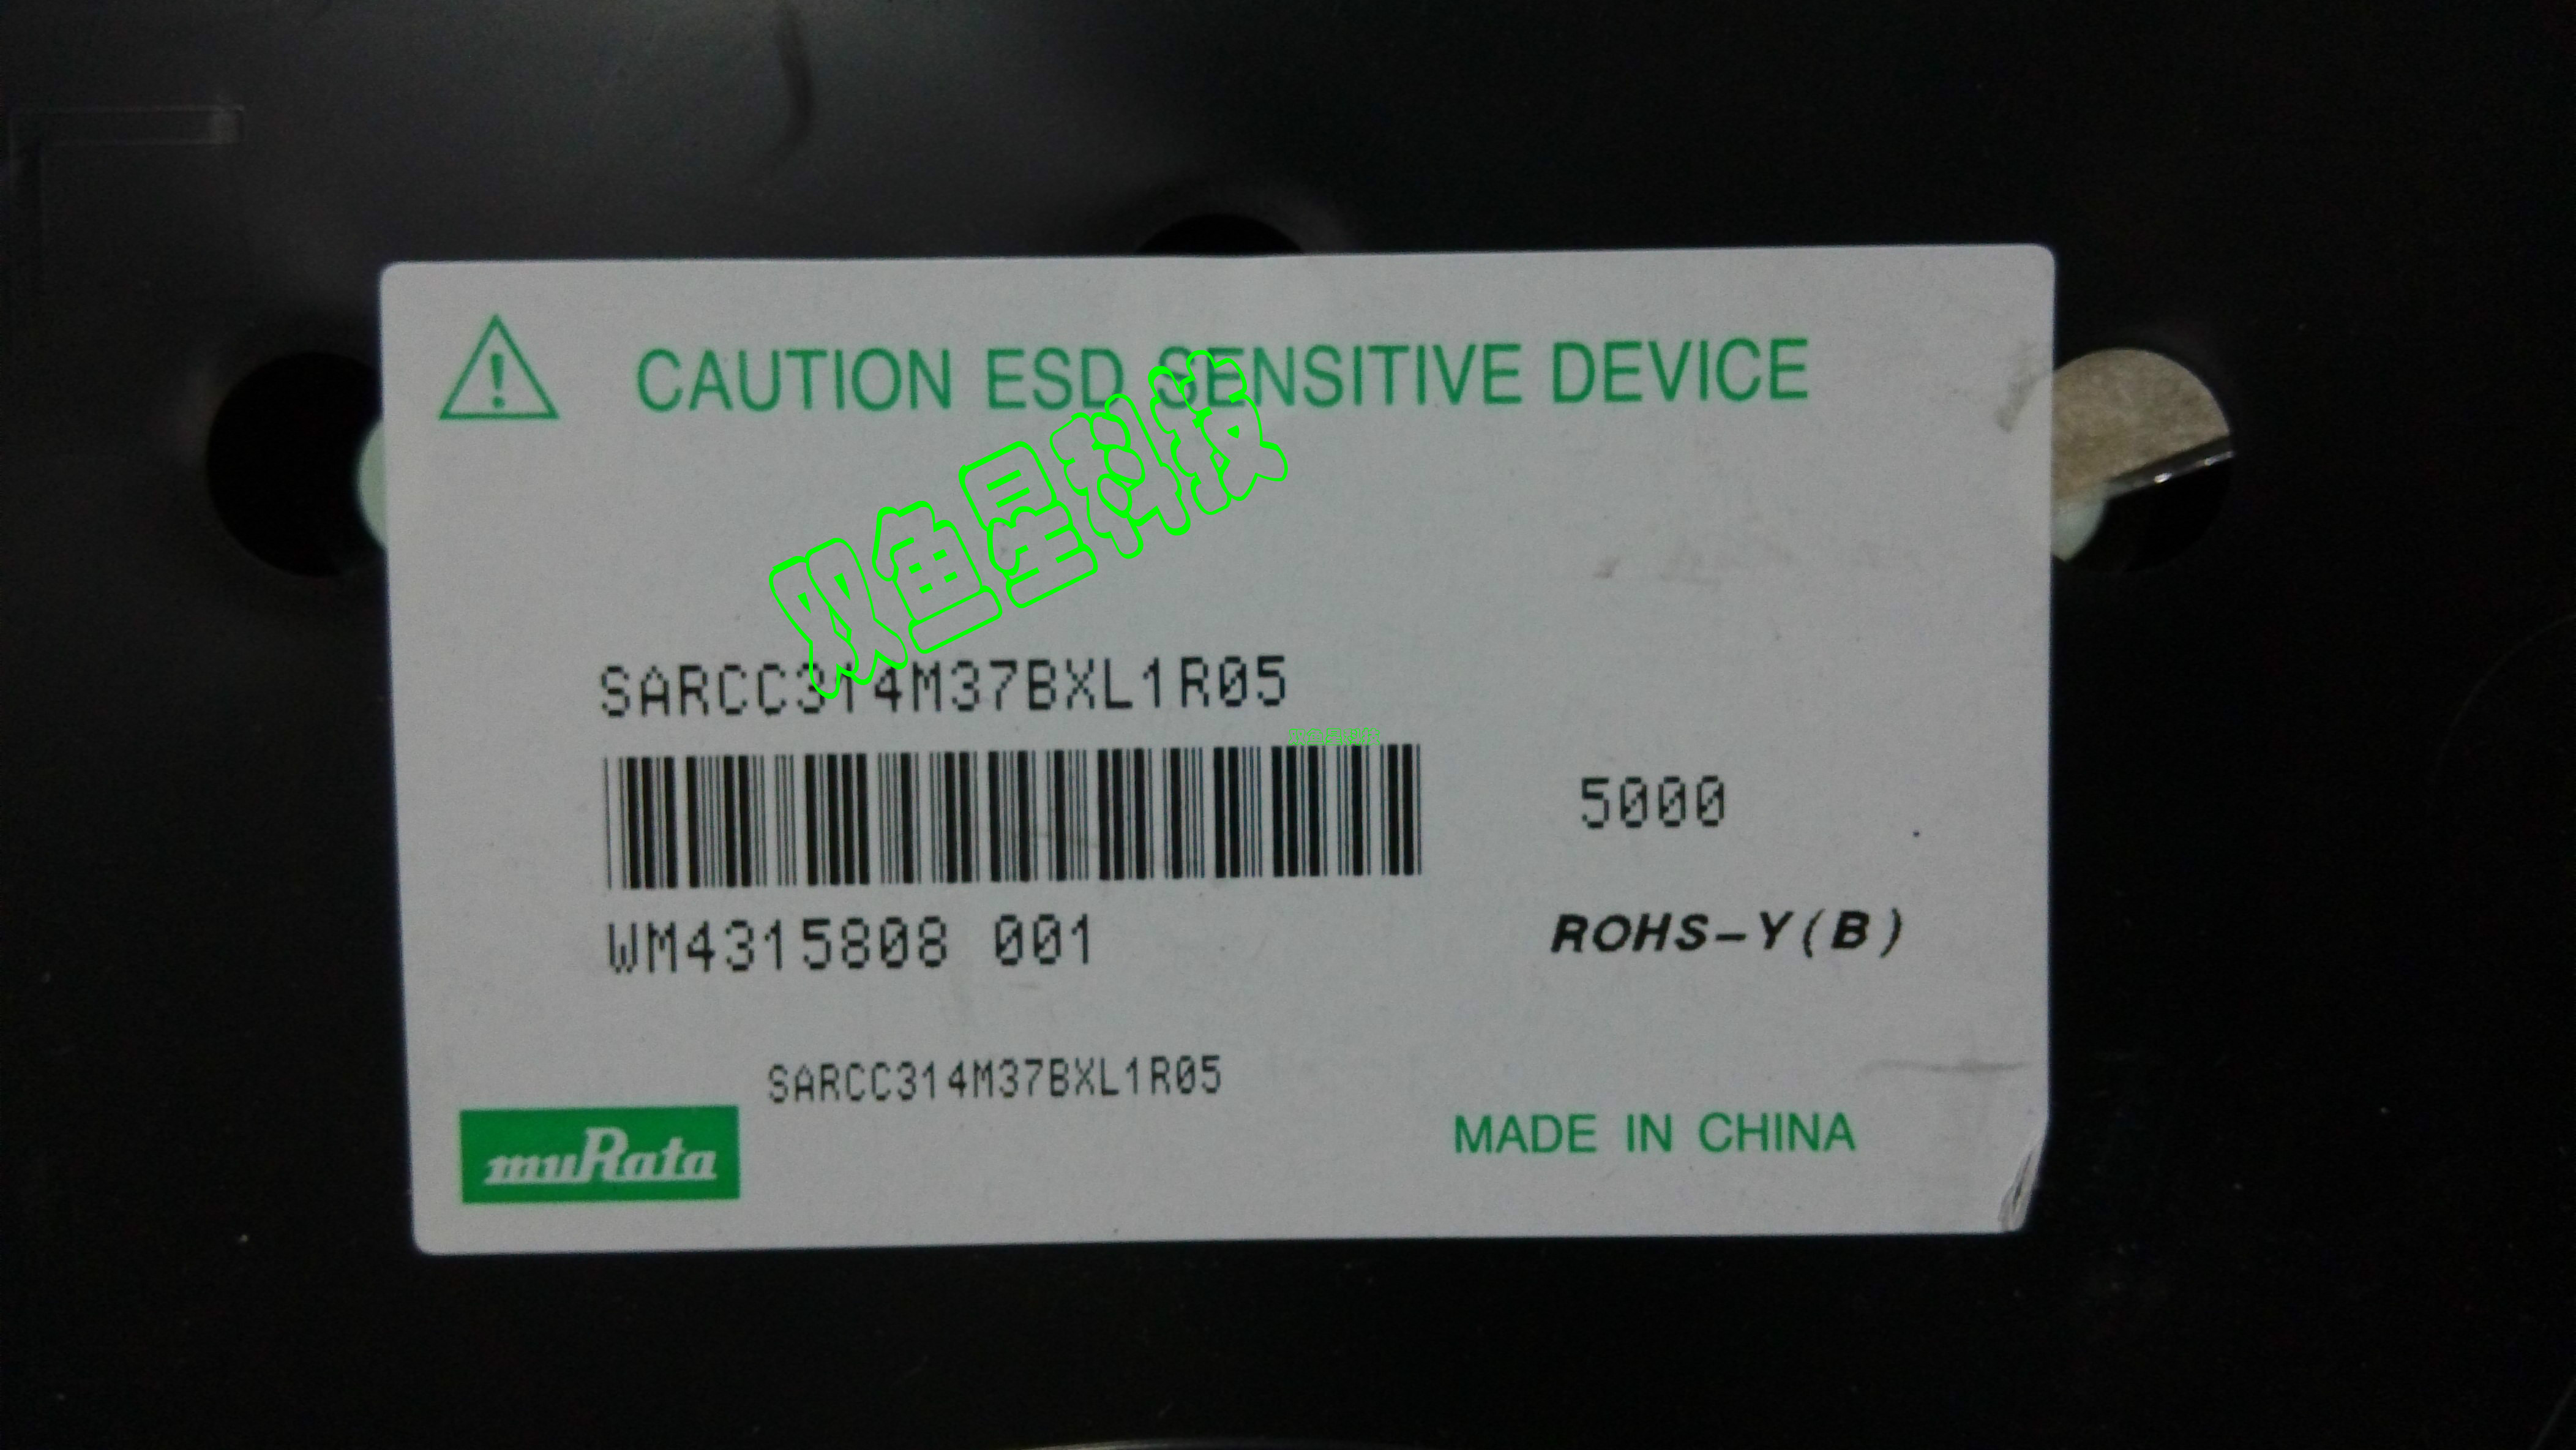 CAUTION ESD SENSITIVE DEVICE
双鱼星科技
SARCC314M37BXL1R05
5000
WM4315808 001
ROHS-Y(B)
SARCC314M37BXL1R05
muRata
MADE IN CHINA